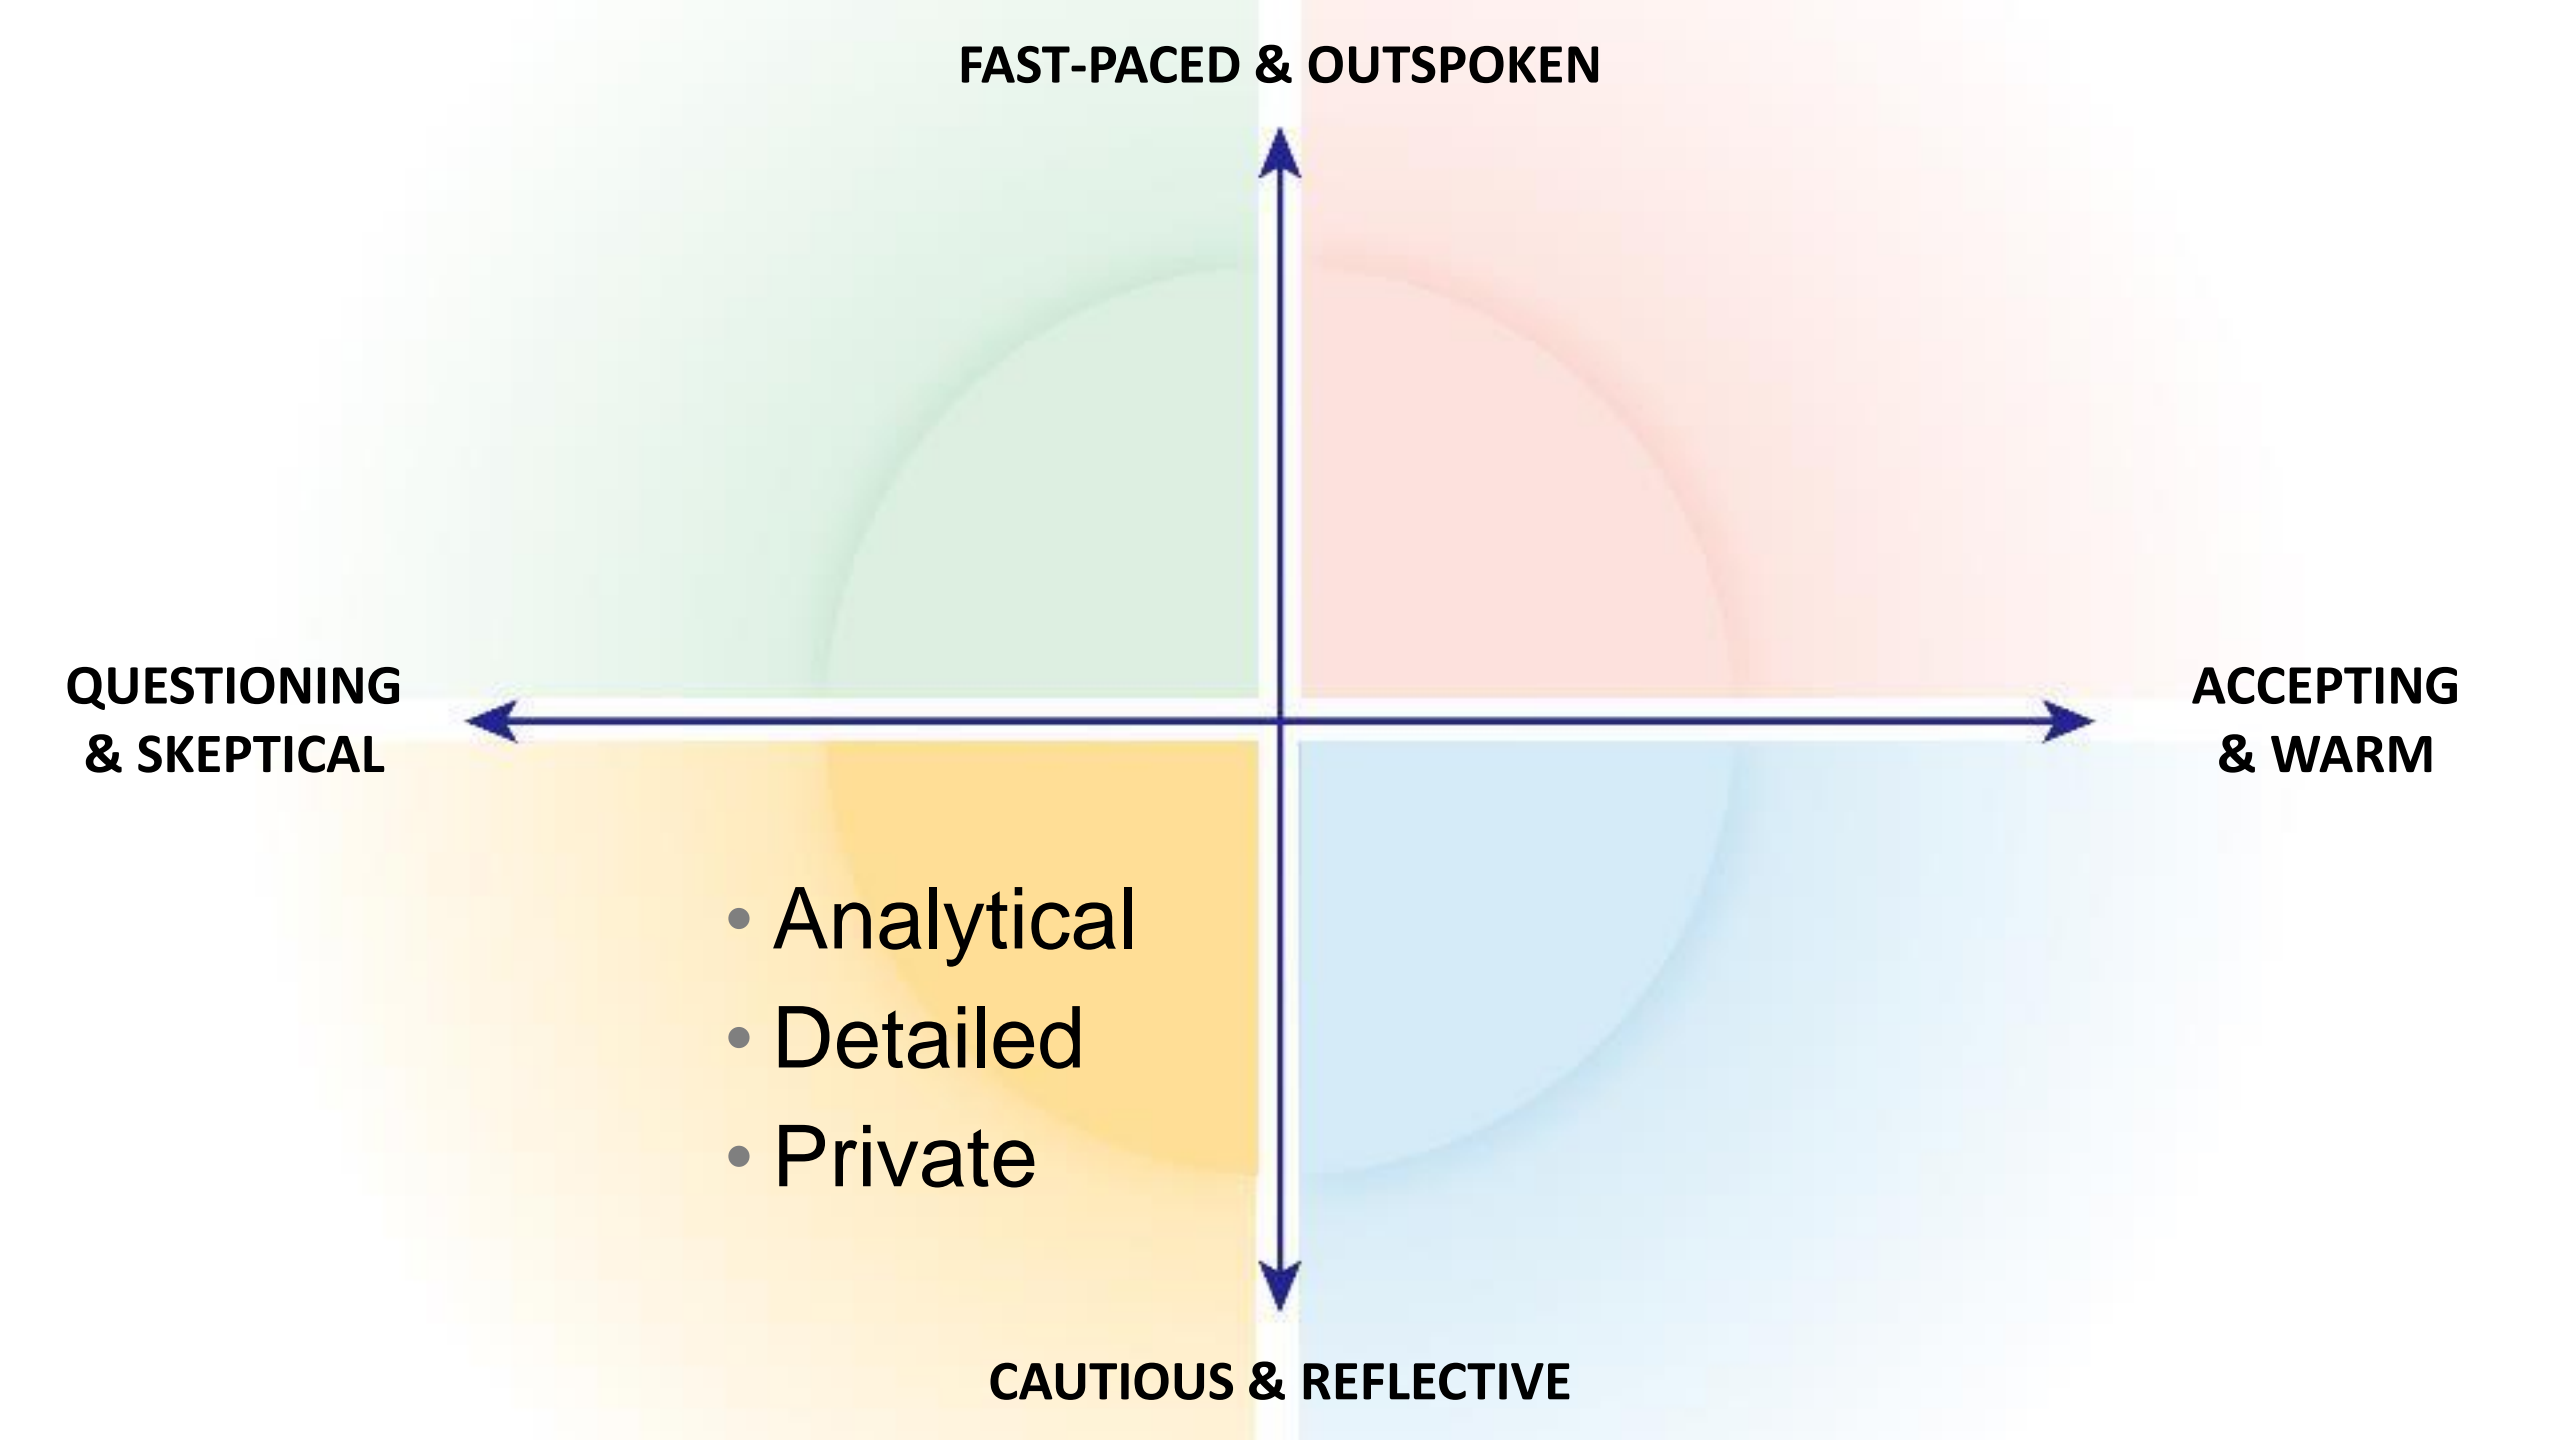 FAST-PACED & OUTSPOKEN
QUESTIONING
& SKEPTICAL
ACCEPTING
& WARM
• Analytical
• Detailed
• Private
CAUTIOUS & REFLECTIVE